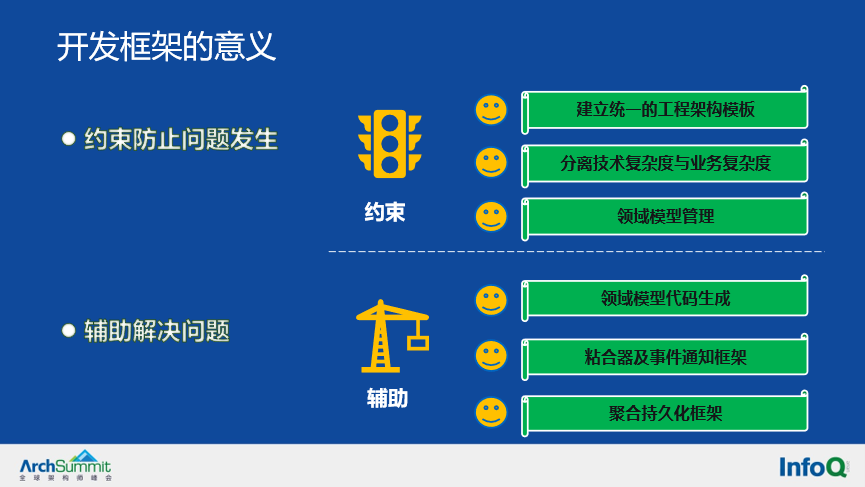 开发框架的意义
约束防止问题发生
约束
建立统一的工程架构模板
分离技术复杂度与业务复杂度
领域模型管理
辅助解决问题
辅助
领域模型代码生成
粘合器及事件通知框架
聚合持久化框架
ArchSummit
全球架构师峰会
InfoQ